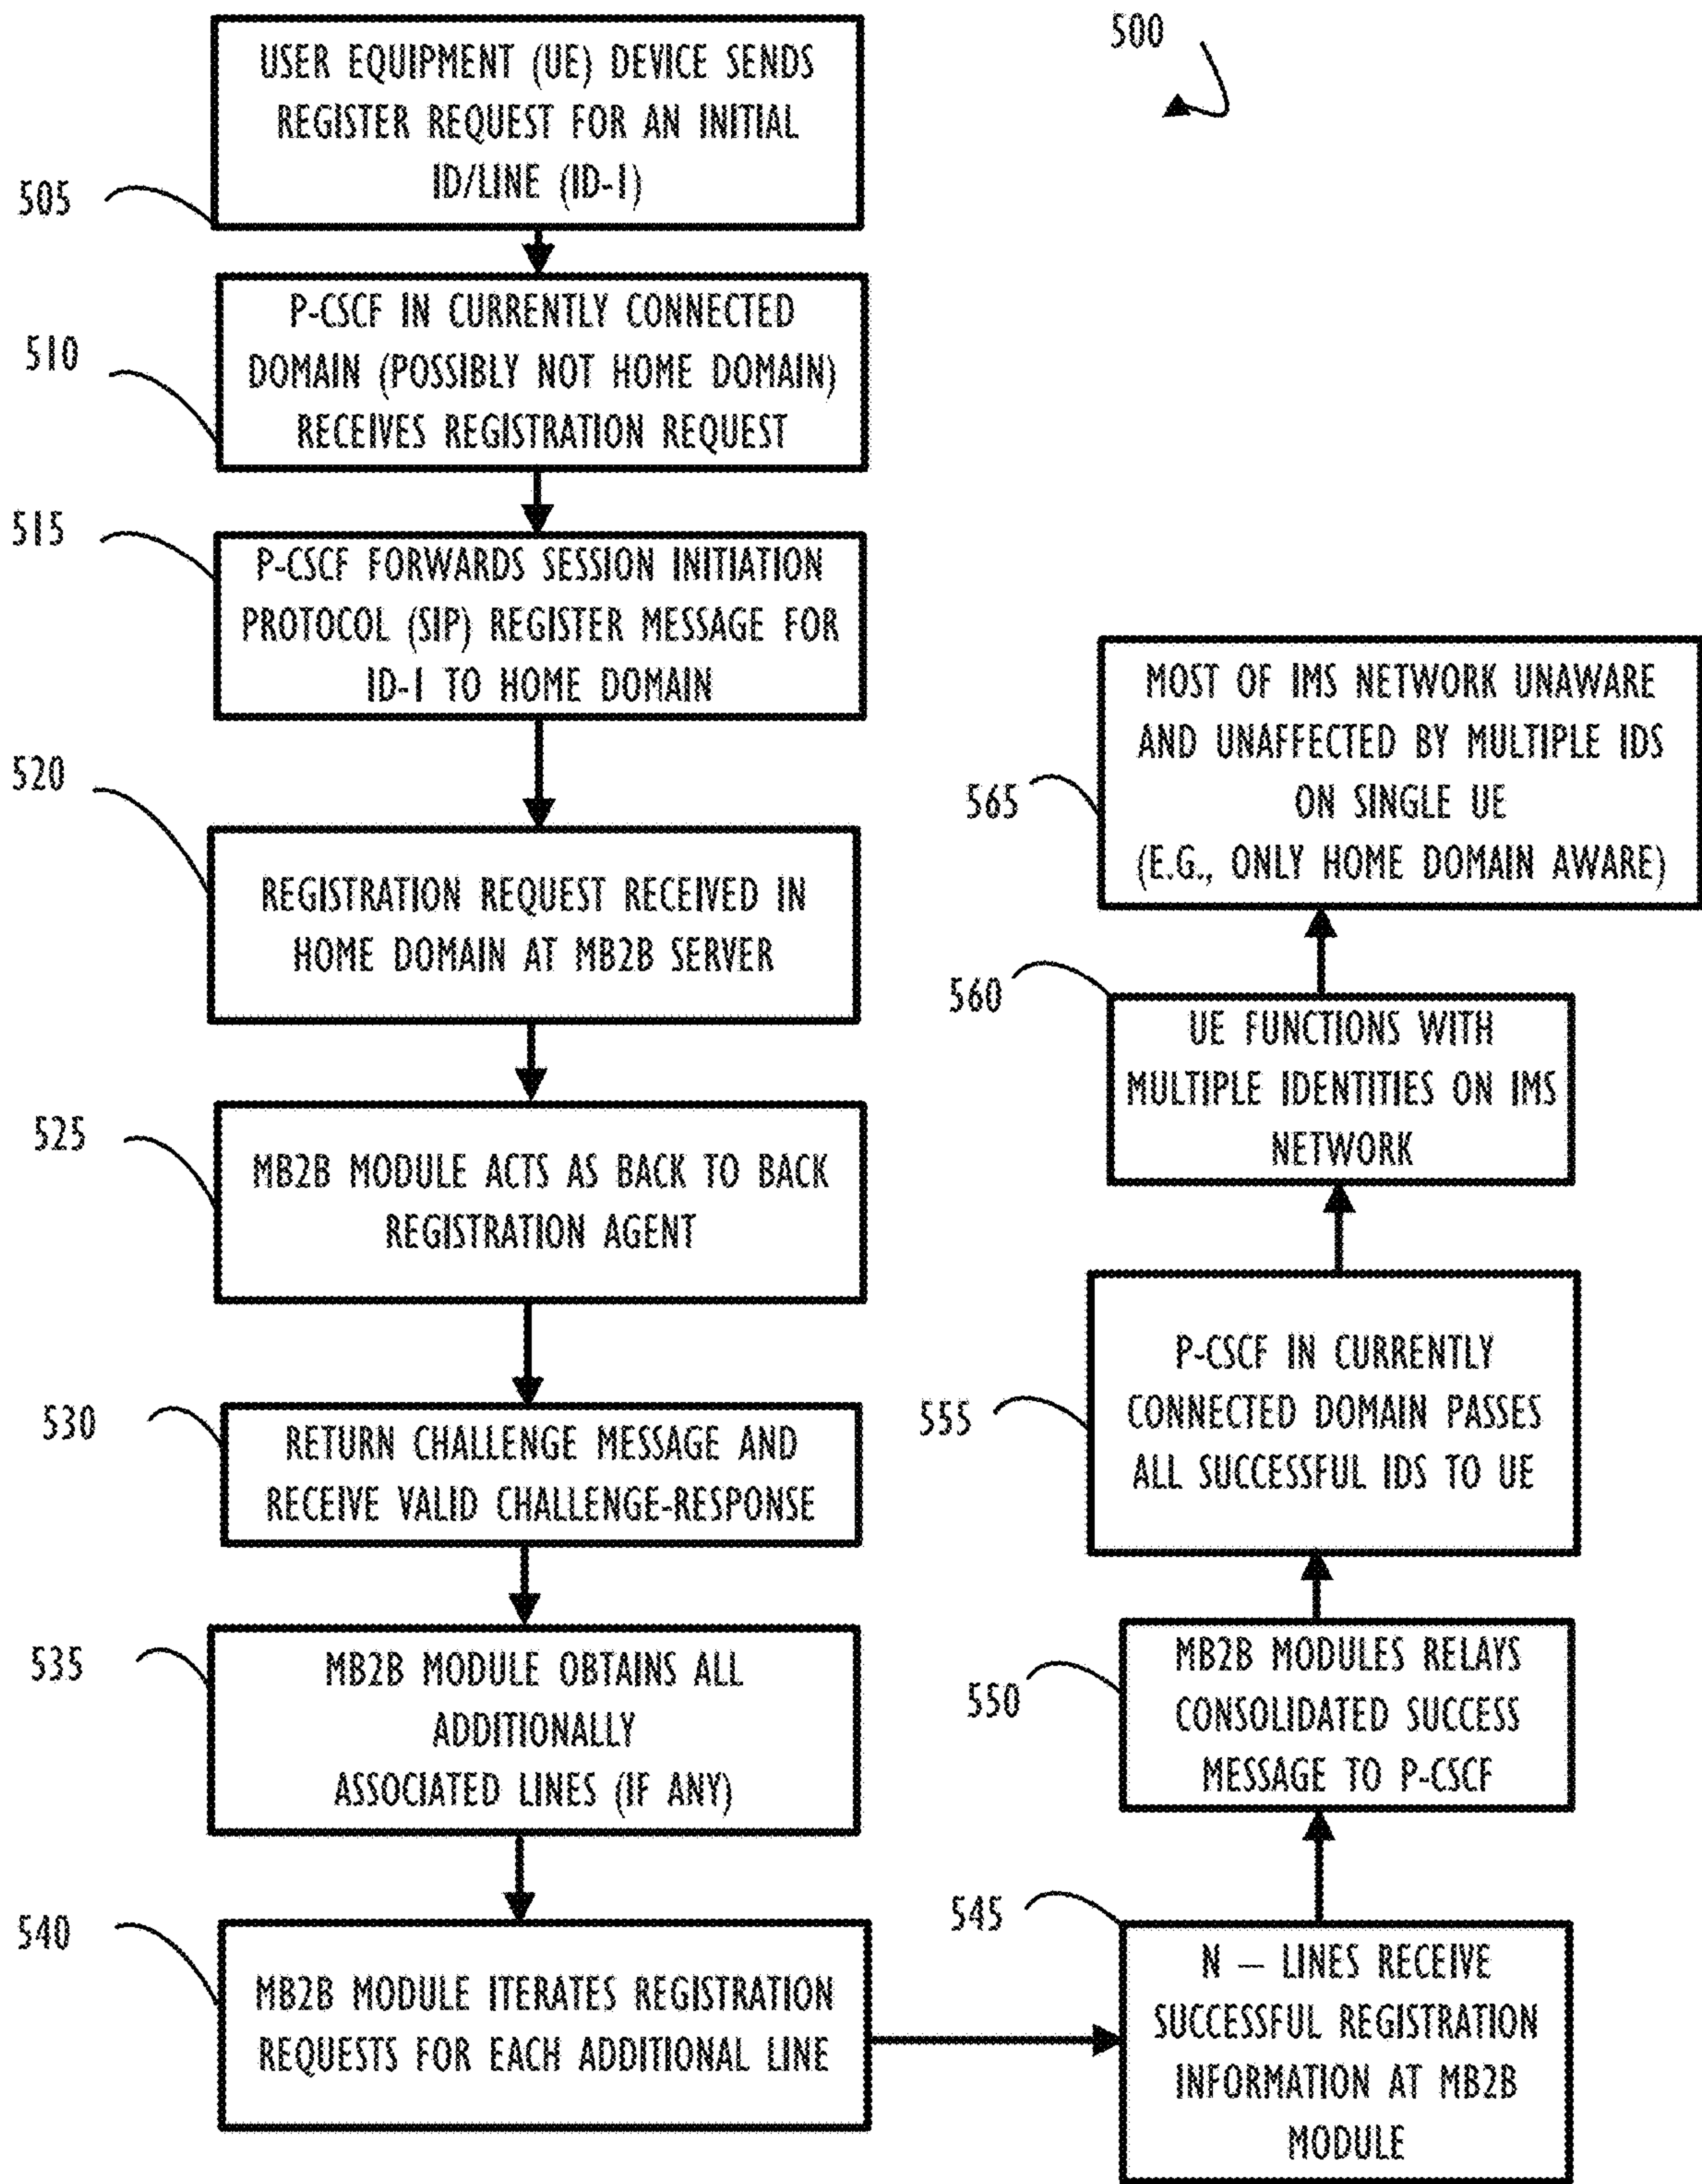 500
USER EQUIPMENT (UE) DEVICE SENDS
REGISTER REQUEST FOR AN INITIAL
ID/LINE (ID-1)
505
P-CSCF IN CURRENTLY CONNECTED
DOMAIN (POSSIBLY NOT HOME DOMAIN)
RECEIVES REGISTRATION REQUEST
510
515
P-CSCF FORWARDS SESSION INITIATION
PROTOCOL (SIP) REGISTER MESSAGE FOR
ID-1 TO HOME DOMAIN
520
REGISTRATION REQUEST RECEIVED IN
HOME DOMAIN AT MB2B SERVER
525
MB2B MODULE ACTS AS BACK TO BACK
REGISTRATION AGENT
530
RETURN CHALLENGE MESSAGE AND
RECEIVE VALID CHALLENGE-RESPONSE
535
MB2B MODULE OBTAINS ALL
ADDITIONALLY
ASSOCIATED LINES (IF ANY)
540
MB2B MODULE ITERATES REGISTRATION
REQUESTS FOR EACH ADDITIONAL LINE
545
N – LINES RECEIVE
SUCCESSFUL REGISTRATION
INFORMATION AT MB2B
MODULE
550
MB2B MODULES RELAYS
CONSOLIDATED SUCCESS
MESSAGE TO P-CSCF
555
P-CSCF IN CURRENTLY
CONNECTED DOMAIN PASSES
ALL SUCCESSFUL IDS TO UE
560
UE FUNCTIONS WITH
MULTIPLE IDENTITIES ON IMS
NETWORK
565
MOST OF IMS NETWORK UNAWARE
AND UNAFFECTED BY MULTIPLE IDS
ON SINGLE UE
(E.G., ONLY HOME DOMAIN AWARE)